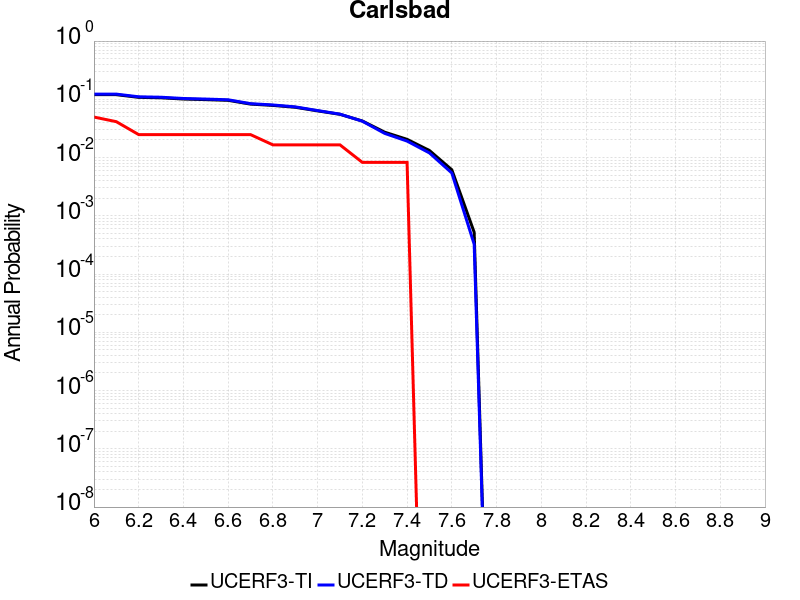 Carlsbad
Annual Probability
10^0
10^-1
10^-2
10^-3
10^-4
10^-5
10^-6
10^-7
10^-8
6 6.2 6.4 6.6 6.8 7 7.2 7.4 7.6 7.8 8 8.2 8.4 8.6 8.8 9
Magnitude
UCERF3-TI UCERF3-TD UCERF3-ETAS